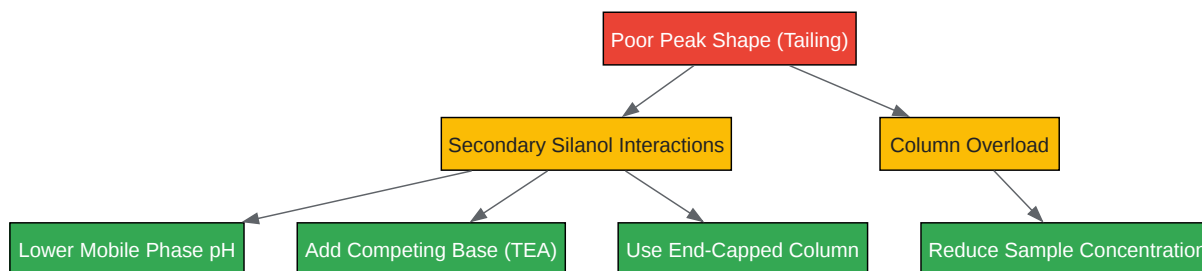 Poor Peak Shape (Tailing)
Secondary Silanol Interactions
Column Overload
Lower Mobile Phase pH
Add Competing Base (TEA)
Use End-Capped Column
Reduce Sample Concentration